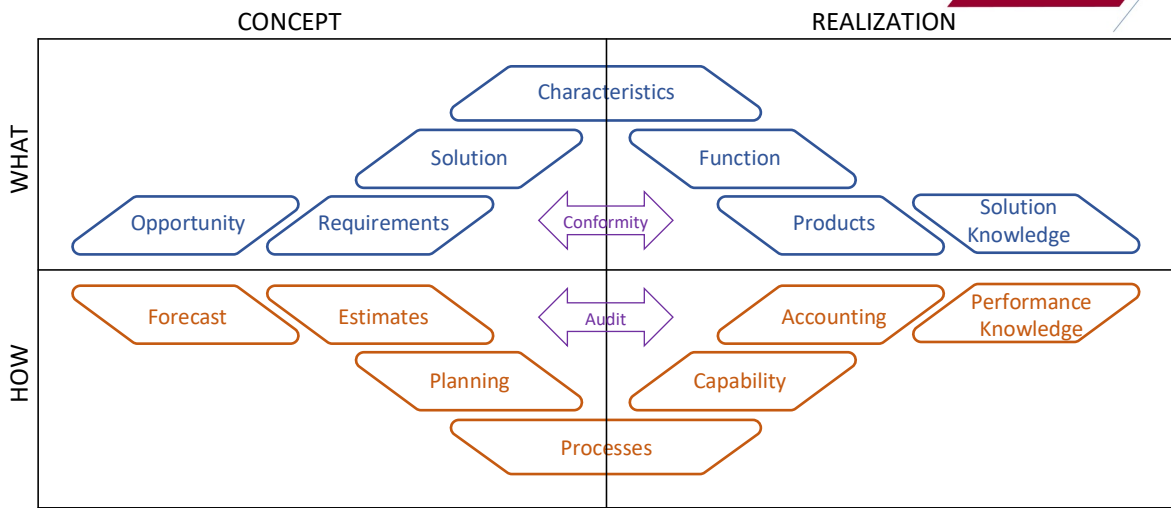 CONCEPT
REALIZATION
WHAT
Characteristics
Solution
Function
Opportunity
Requirements
Conformity
Products
Solution
Knowledge
HOW
Forecast
Estimates
Audit
Accounting
Performance
Knowledge
Planning
Capability
Processes